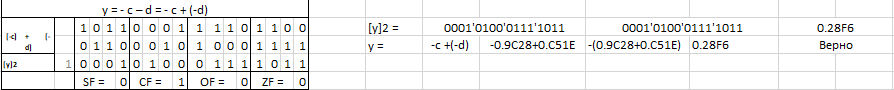 y = - c – d = - c + (-d)
[-c] + [-d]
1 0 1 1 0 0 0 1 1 1 1 0 1 1 0 0 [y]2 = 0001'0100'0111'1011 0001'0100'0111'1011 0.28F6
0 1 1 0 0 0 1 0 1 0 0 0 1 1 1 1 y = -c +(-d) -0.9C28+0.C51E -(0.9C28+0.C51E) 0.28F6 Верно
[y]2 1 0 0 0 1 0 1 0 0 0 1 1 1 1 0 1 1
SF = 0 CF = 1 OF = 0 ZF = 0